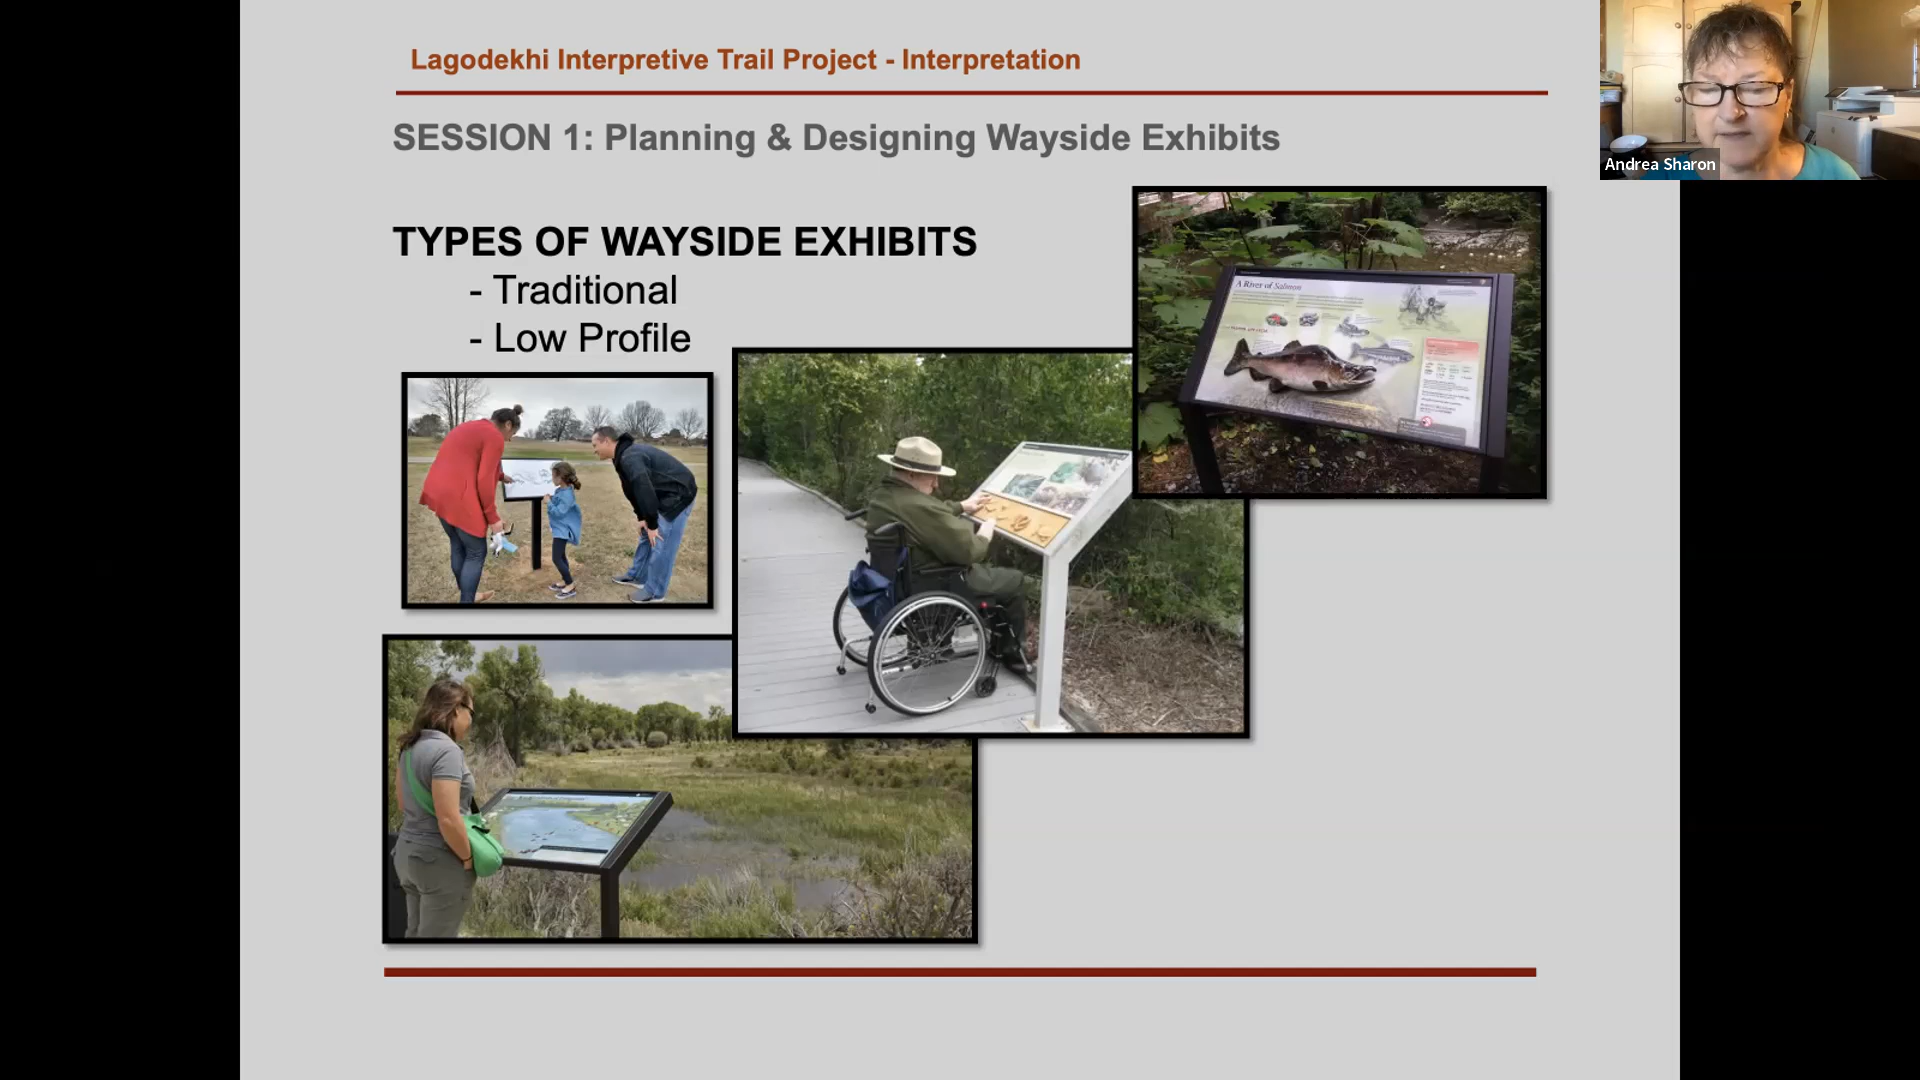 Lagodekhi Interpretive Trail Project - Interpretation
SESSION 1: Planning & Designing Wayside Exhibits
TYPES OF WAYSIDE EXHIBITS
- Traditional
- Low Profile
A River of Salmon
Andrea Sharon